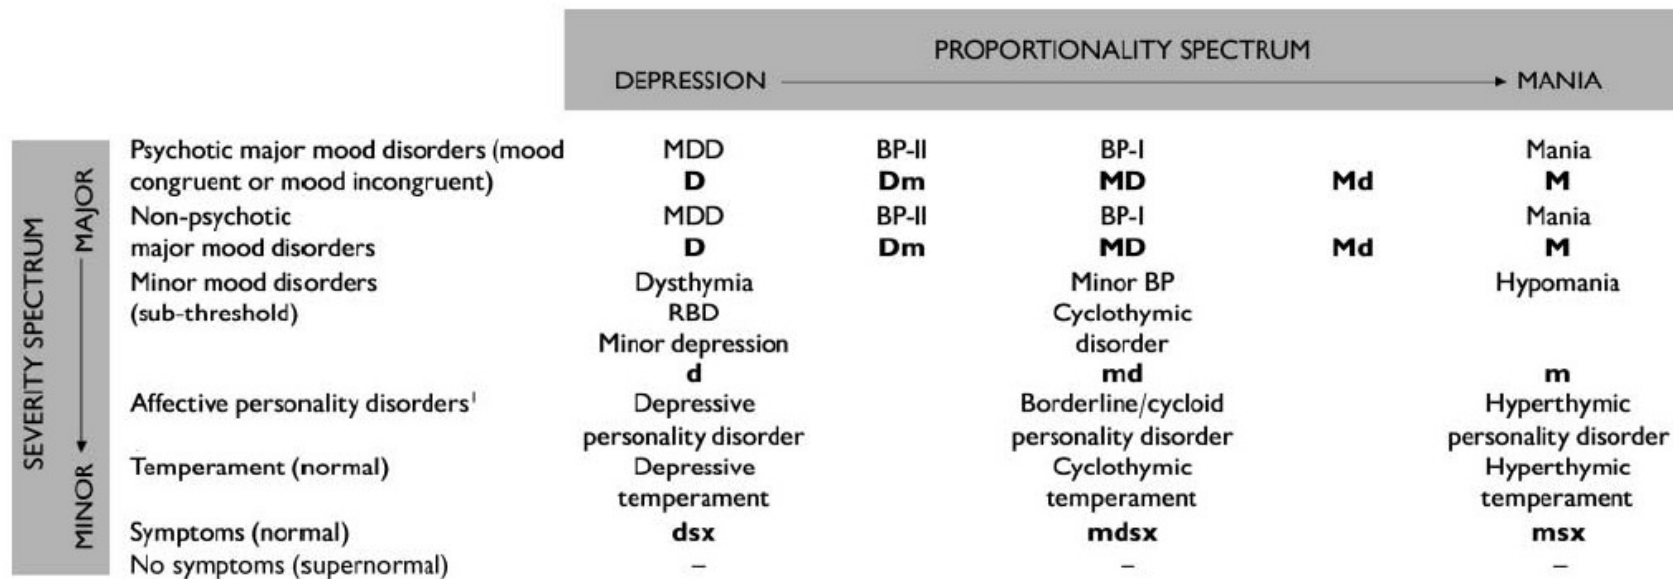 PROPORTIONALITY SPECTRUM
DEPRESSION MANIA
SEVERITY SPECTRUM
MAJOR
MINOR
Psychotic major mood disorders (mood MDD BP-II BP-I Mania
congruent or mood incongruent) D Dm MD Md M
Non-psychotic MDD BP-II BP-I Mania
major mood disorders D Dm MD Md M
Minor mood disorders Dysthymia Minor BP Hypomania
(sub-threshold) RBD Cyclothymic
Minor depression disorder
d md m
Affective personality disorders¹ Depressive Borderline/cycloid Hyperthymic
personality disorder personality disorder personality disorder
Temperament (normal) Depressive Cyclothymic Hyperthymic
temperament temperament temperament
Symptoms (normal) dsx mdsx msx
No symptoms (supernormal) – – –